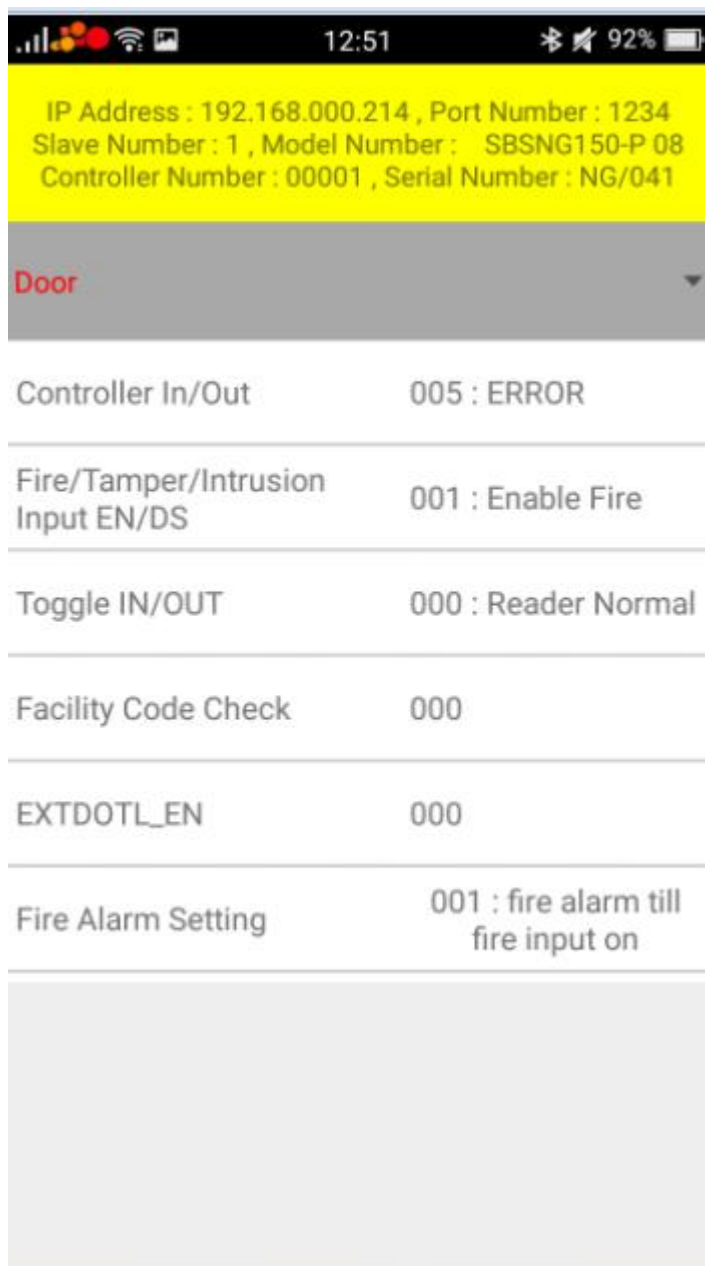 12:51 92%
IP Address : 192.168.000.214 , Port Number : 1234
Slave Number : 1 , Model Number : SBSNG150-P 08
Controller Number : 00001 , Serial Number : NG/041
Door
Controller In/Out 005 : ERROR
Fire/Tamper/Intrusion
Input EN/DS 001 : Enable Fire
Toggle IN/OUT 000 : Reader Normal
Facility Code Check 000
EXTDOTL_EN 000
Fire Alarm Setting 001 : fire alarm till
fire input on